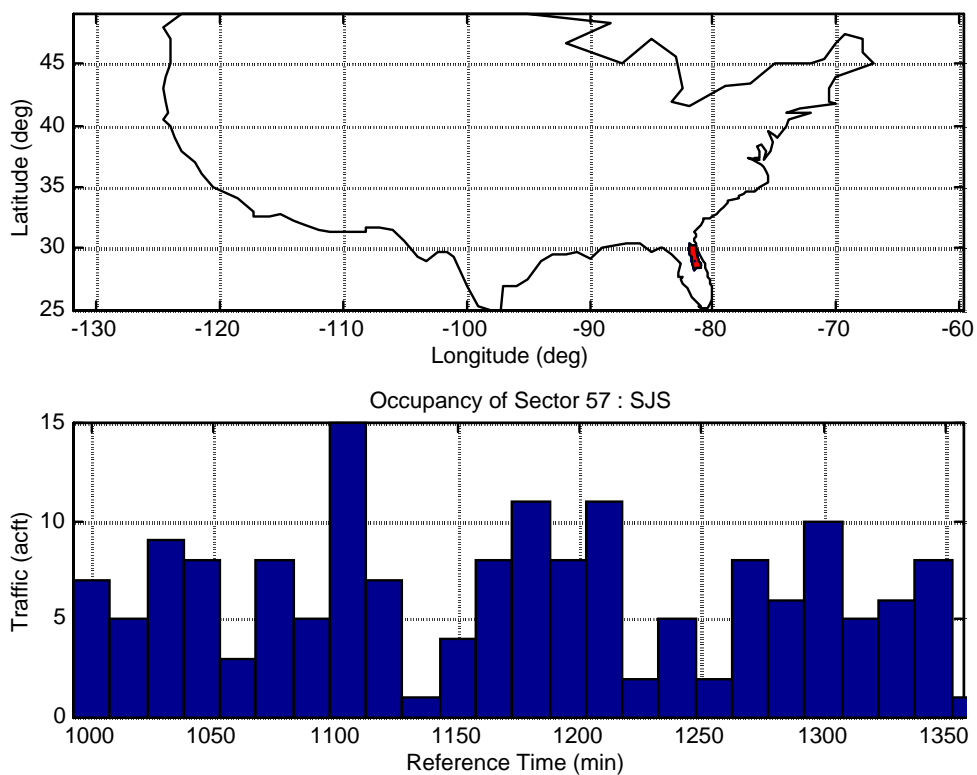 45
40
35
30
25
Latitude (deg)
-130 -120 -110 -100 -90 -80 -70 -60
Longitude (deg)
Occupancy of Sector 57 : SJS
15
10
5
0
Traffic (acft)
1000 1050 1100 1150 1200 1250 1300 1350
Reference Time (min)